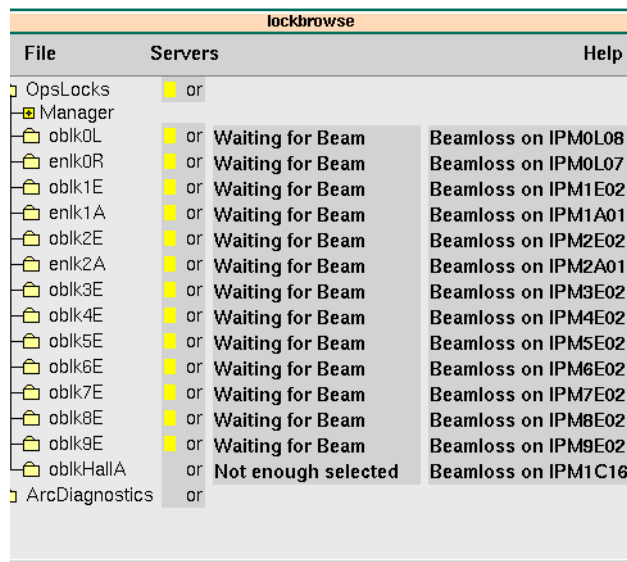 lockbrowse
File Servers Help
OpsLocks or
Manager
oblk0L or Waiting for Beam Beamloss on IPM0L08
enlk0R or Waiting for Beam Beamloss on IPM0L07
oblk1E or Waiting for Beam Beamloss on IPM1E02
enlk1A or Waiting for Beam Beamloss on IPM1A01
oblk2E or Waiting for Beam Beamloss on IPM2E02
enlk2A or Waiting for Beam Beamloss on IPM2A01
oblk3E or Waiting for Beam Beamloss on IPM3E02
oblk4E or Waiting for Beam Beamloss on IPM4E02
oblk5E or Waiting for Beam Beamloss on IPM5E02
oblk6E or Waiting for Beam Beamloss on IPM6E02
oblk7E or Waiting for Beam Beamloss on IPM7E02
oblk8E or Waiting for Beam Beamloss on IPM8E02
oblk9E or Waiting for Beam Beamloss on IPM9E02
oblkHallA or Not enough selected Beamloss on IPM1C16
ArcDiagnostics or